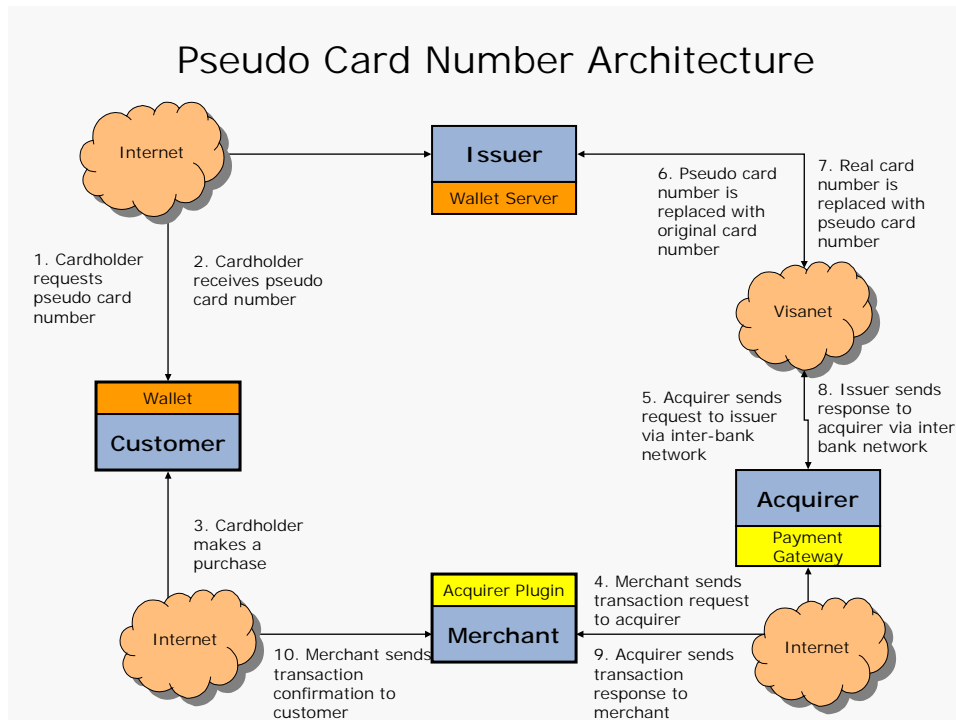 Pseudo Card Number Architecture
Internet
Issuer
Wallet Server
6. Pseudo card
number is
replaced with
original card
number
7. Real card
number is
replaced with
pseudo card
number
1. Cardholder
requests
pseudo card
number
2. Cardholder
receives pseudo
card number
Visanet
Wallet
Customer
5. Acquirer sends
request to issuer
via inter-bank
network
8. Issuer sends
response to
acquirer via inter
bank network
Acquirer
Payment
Gateway
3. Cardholder
makes a
purchase
Acquirer Plugin
Merchant
4. Merchant sends
transaction request
to acquirer
Internet
Internet
10. Merchant sends
transaction
confirmation to
customer
9. Acquirer sends
transaction
response to
merchant